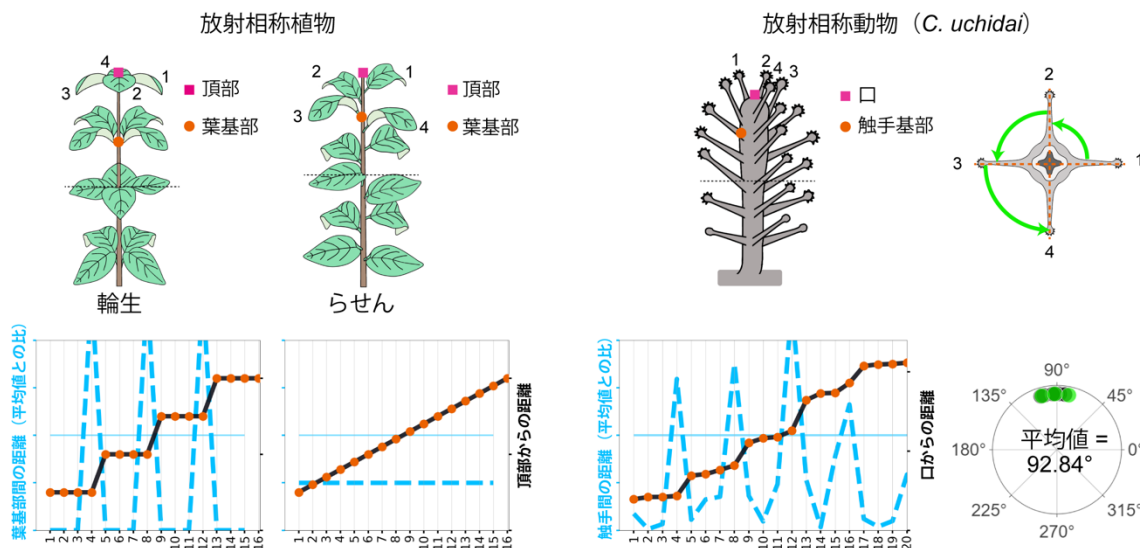 放射相称植物
放射相称動物（C. uchidai）
4
3
2
1
頂部
葉基部
輪生
2
1
3
4
頂部
葉基部
らせん
1
2
4
3
口
触手基部
2
3
1
4
葉基部間の距離（平均値との比）
1 2 3 4 5 6 7 8 9 10 11 12 13 14 15 16
1 2 3 4 5 6 7 8 9 10 11 12 13 14 15 16
頂部からの距離
触手間の距離（平均値との比）
1 2 3 4 5 6 7 8 9 10 11 12 13 14 15 16 17 18 19 20
口からの距離
90°
135°
45°
180°
0°
平均値 =
92.84°
225°
315°
270°